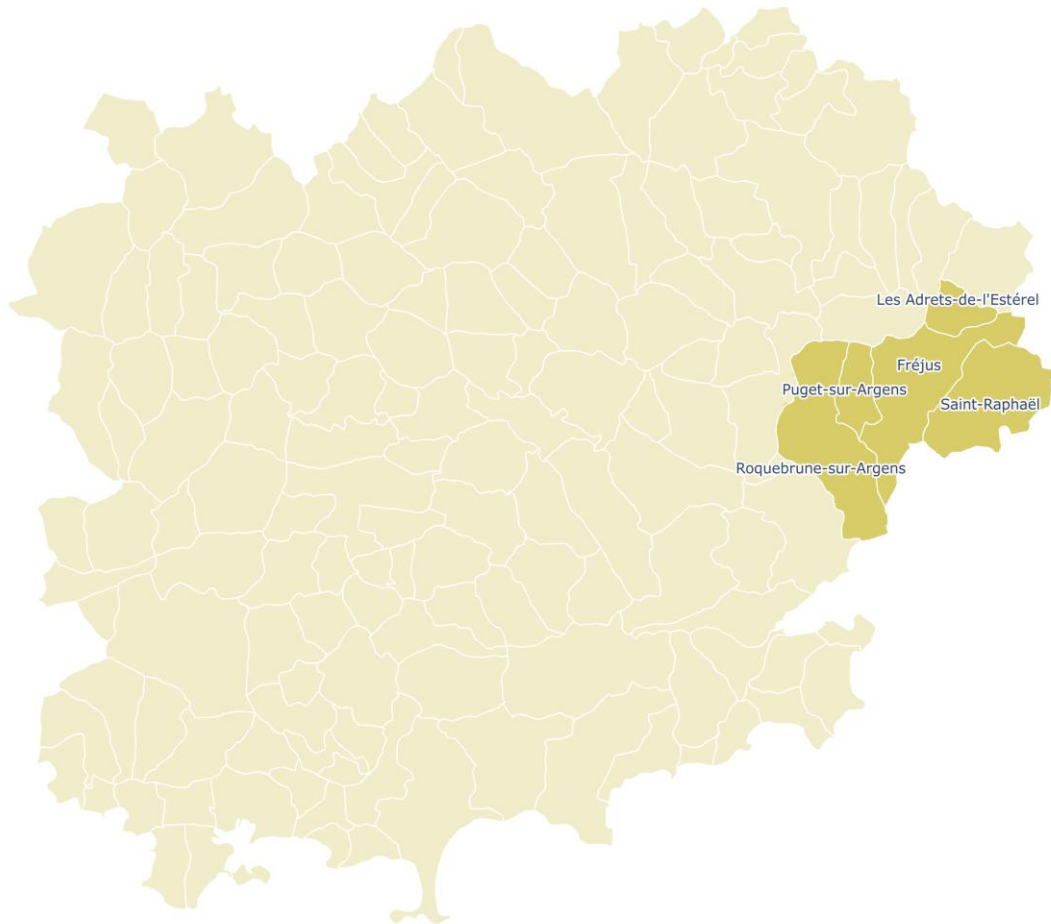 Les Adrets-de-l'Estérel
Fréjus
Puget-sur-Argens
Saint-Raphaël
Roquebrune-sur-Argens